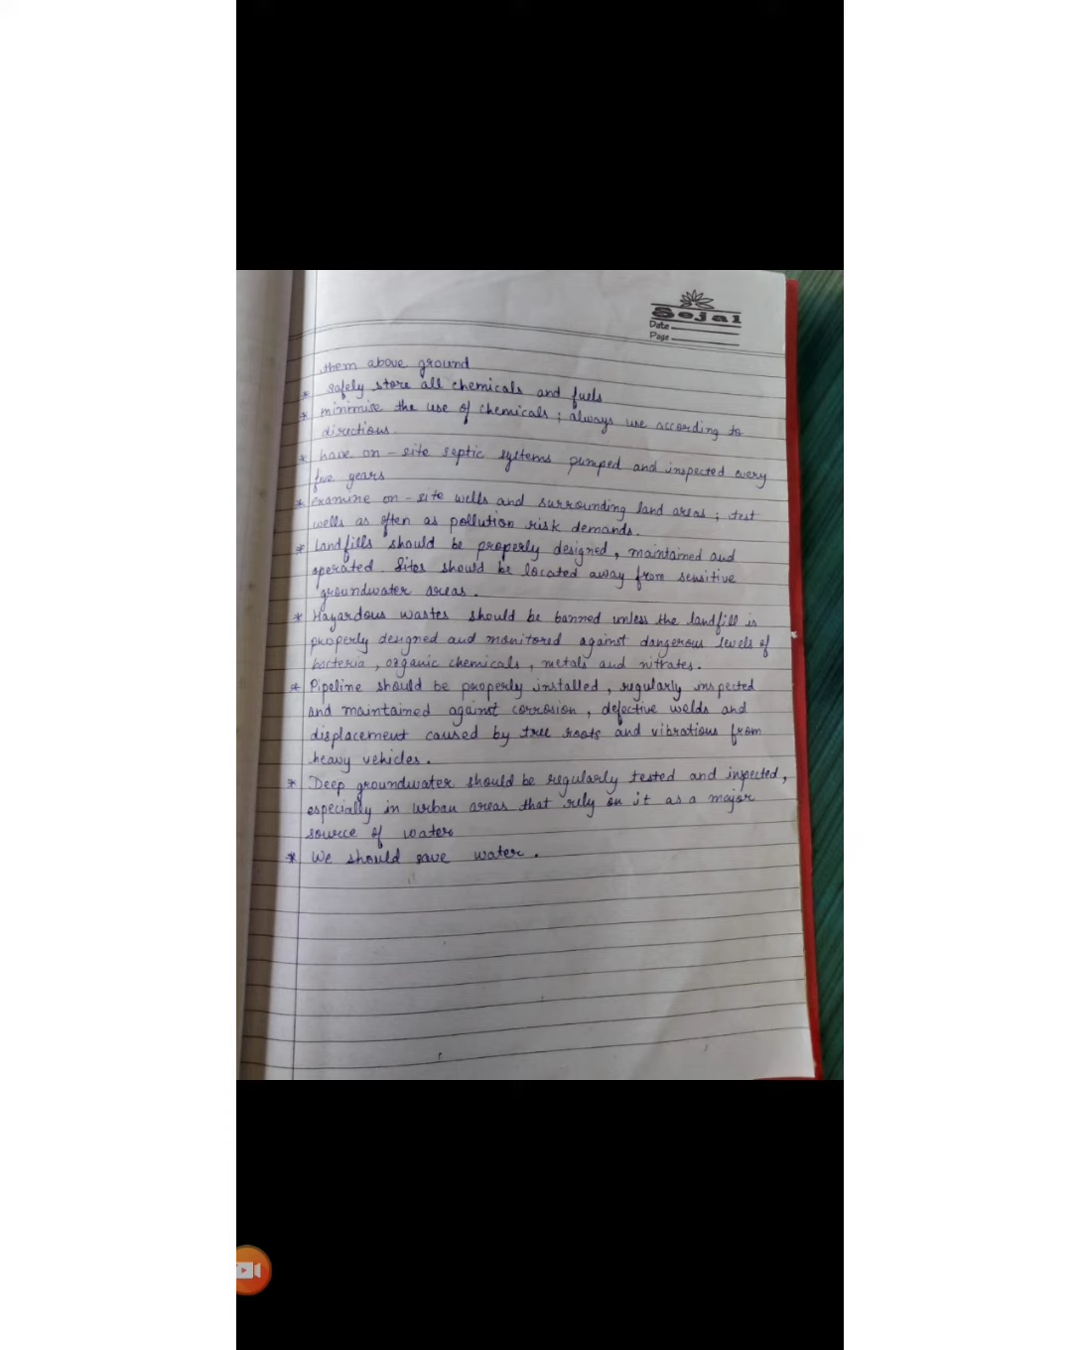 Sejal
Date
Page
them above ground
* safely store all chemicals and fuels
* minimise the use of chemicals; always use according to
directions.
* have on-site septic systems pumped and inspected every
five years
* examine on-site wells and surrounding land areas; test
wells as often as pollution risk demands.
* Landfills should be properly designed, maintained and
operated. Sites should be located away from sensitive
groundwater areas.
* Hazardous wastes should be banned unless the landfill is
properly designed and monitored against dangerous levels of
bacteria, organic chemicals, metals and nitrates.
* Pipeline should be properly installed, regularly inspected
and maintained against corrosion, defective welds and
displacement caused by tree roots and vibrations from
heavy vehicles.
* Deep groundwater should be regularly tested and inspected,
especially in urban areas that rely on it as a major
source of water
* We should save water.